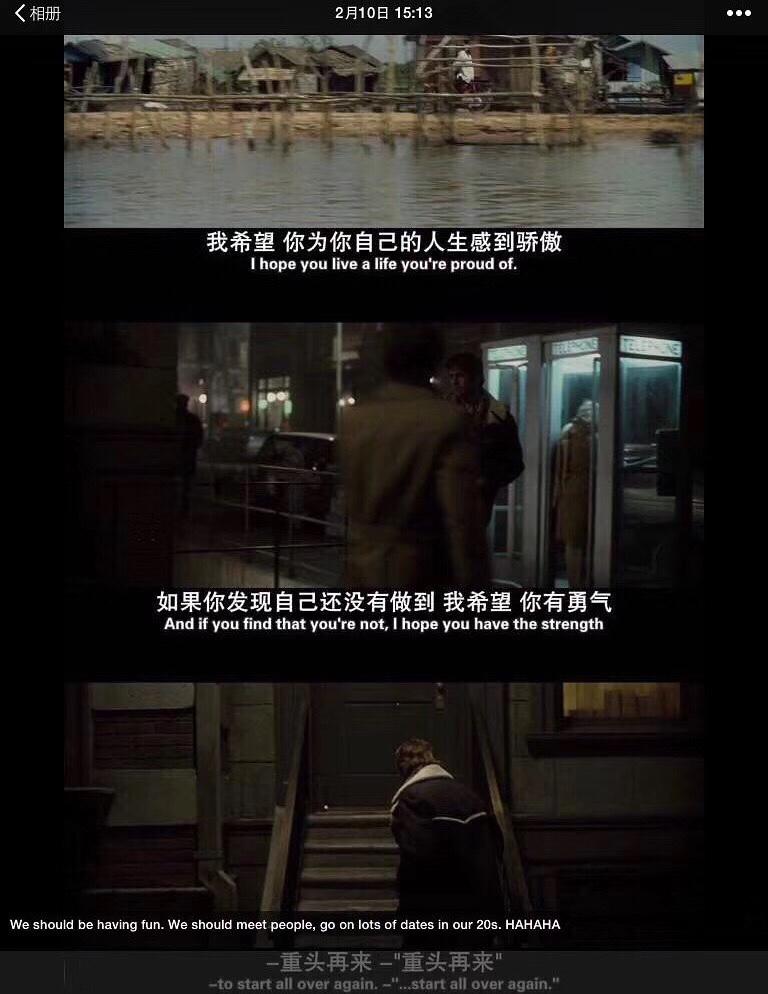 相册
2月10日 15:13
我希望 你为你自己的人生感到骄傲
I hope you live a life you're proud of.
TELEPHONE TELEPHONE TELEPHONE
如果你发现自己还没有做到 我希望 你有勇气
And if you find that you're not, I hope you have the strength
We should be having fun. We should meet people, go on lots of dates in our 20s. HAHAHA
–重头再来 –"重头再来"
–to start all over again. –"...start all over again."